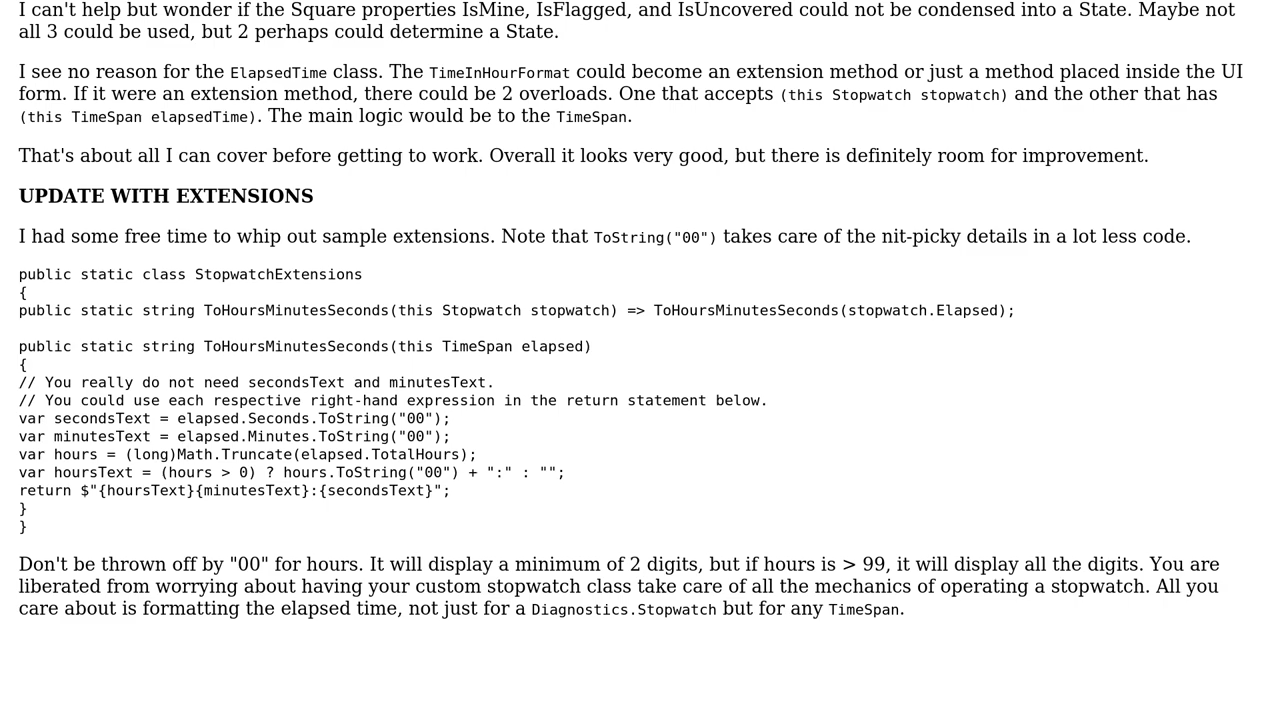 I can't help but wonder if the Square properties IsMine, IsFlagged, and IsUncovered could not be condensed into a State. Maybe not
all 3 could be used, but 2 perhaps could determine a State.
I see no reason for the ElapsedTime class. The TimeInHourFormat could become an extension method or just a method placed inside the UI
form. If it were an extension method, there could be 2 overloads. One that accepts (this Stopwatch stopwatch) and the other that has
(this TimeSpan elapsedTime). The main logic would be to the TimeSpan.
That's about all I can cover before getting to work. Overall it looks very good, but there is definitely room for improvement.
UPDATE WITH EXTENSIONS
I had some free time to whip out sample extensions. Note that ToString("00") takes care of the nit-picky details in a lot less code.
public static class StopwatchExtensions
{
public static string ToHoursMinutesSeconds(this Stopwatch stopwatch) => ToHoursMinutesSeconds(stopwatch.Elapsed);
public static string ToHoursMinutesSeconds(this TimeSpan elapsed)
{
// You really do not need secondsText and minutesText.
// You could use each respective right-hand expression in the return statement below.
var secondsText = elapsed.Seconds.ToString("00");
var minutesText = elapsed.Minutes.ToString("00");
var hours = (long)Math.Truncate(elapsed.TotalHours);
var hoursText = (hours > 0) ? hours.ToString("00") + ":" : "";
return $"{hoursText}{minutesText}:{secondsText}";
}
}
Don't be thrown off by "00" for hours. It will display a minimum of 2 digits, but if hours is > 99, it will display all the digits. You are
liberated from worrying about having your custom stopwatch class take care of all the mechanics of operating a stopwatch. All you
care about is formatting the elapsed time, not just for a Diagnostics.Stopwatch but for any TimeSpan.